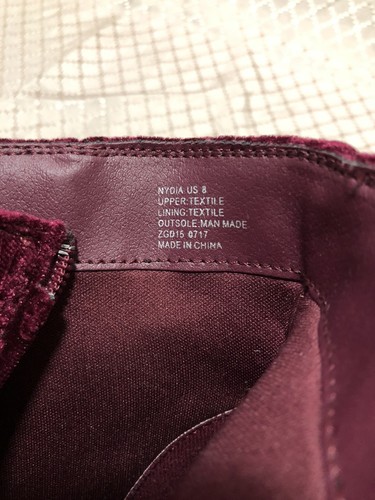 NYDIA US 8
UPPER:TEXTILE
LINING:TEXTILE
OUTSOLE:MAN MADE
ZGD15 0717
MADE IN CHINA